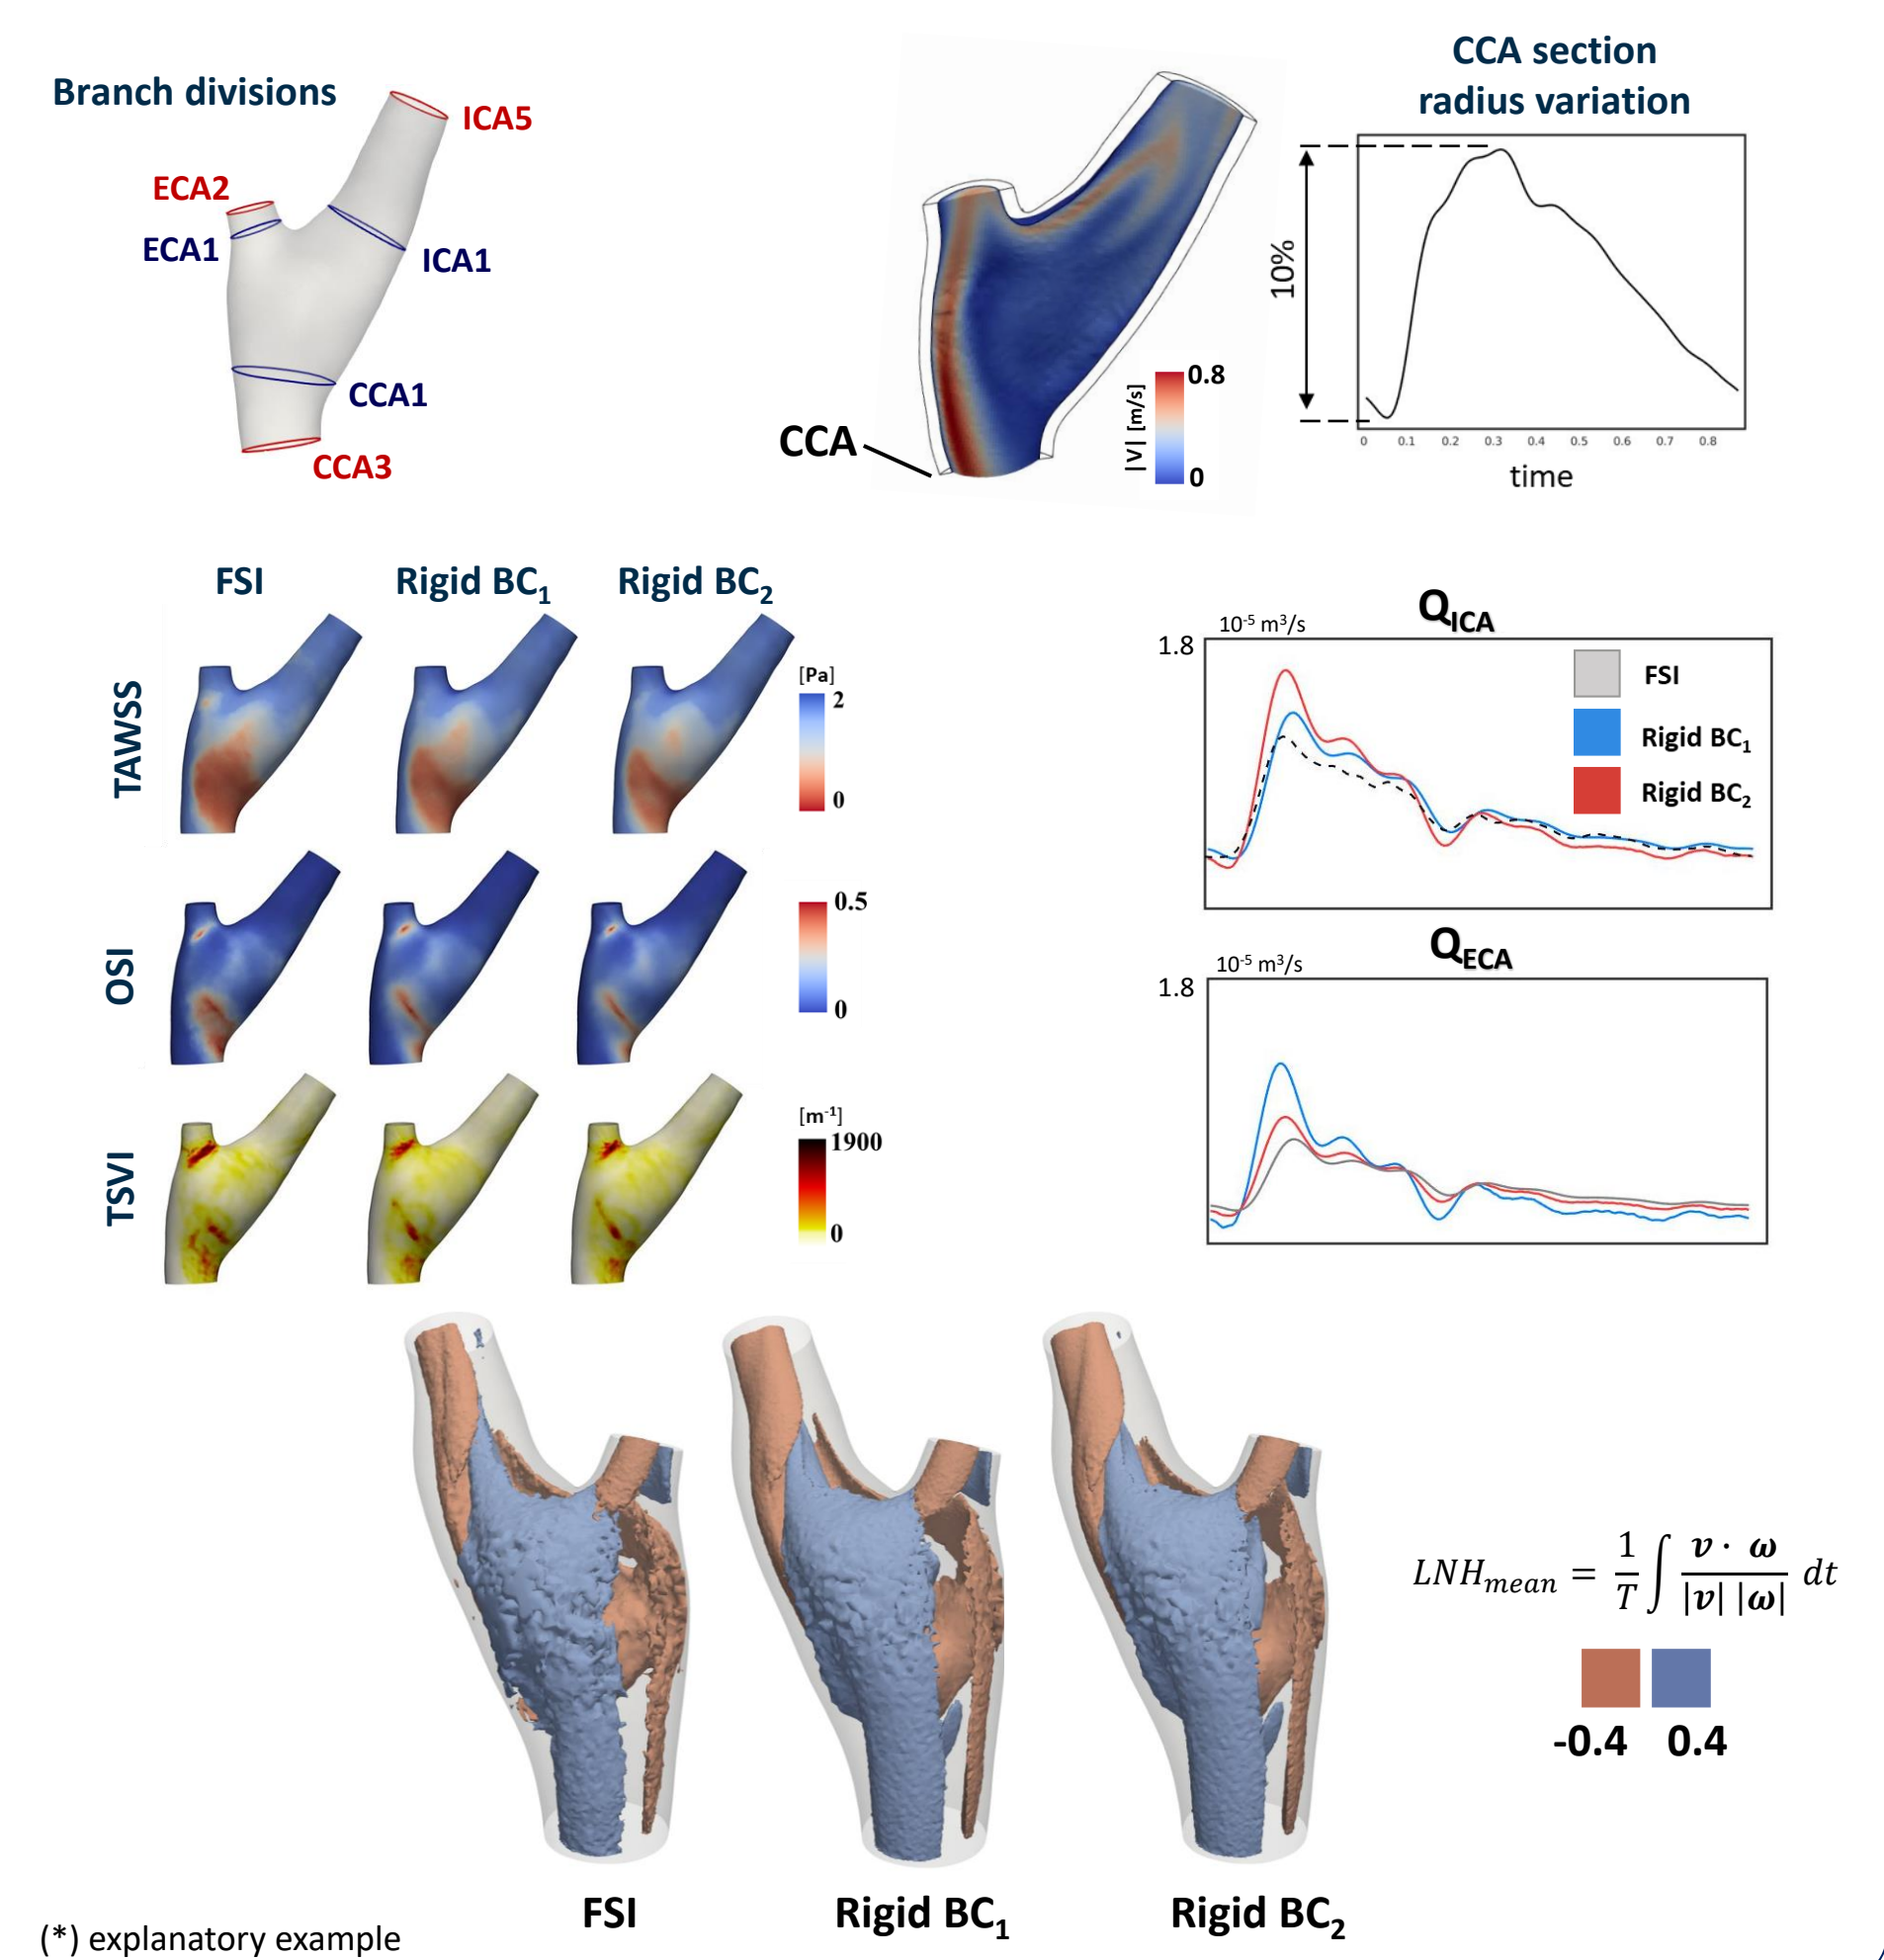 Branch divisions
ICA5
ECA2
ECA1
ICA1
CCA1
CCA3
CCA
|V| [m/s]
0.8
0
CCA section
radius variation
10%
0 0.1 0.2 0.3 0.4 0.5 0.6 0.7 0.8
time
FSI Rigid BC₁ Rigid BC₂
TAWSS
[Pa]
2
0
OSI
0.5
0
TSVI
[m⁻¹]
1900
0
Q_ICA
10⁻⁵ m³/s
1.8
FSI
Rigid BC₁
Rigid BC₂
Q_ECA
10⁻⁵ m³/s
1.8
LNH_mean = 1/T ∫ v · ω / |v| |ω| dt
-0.4 0.4
FSI Rigid BC₁ Rigid BC₂
(*) explanatory example